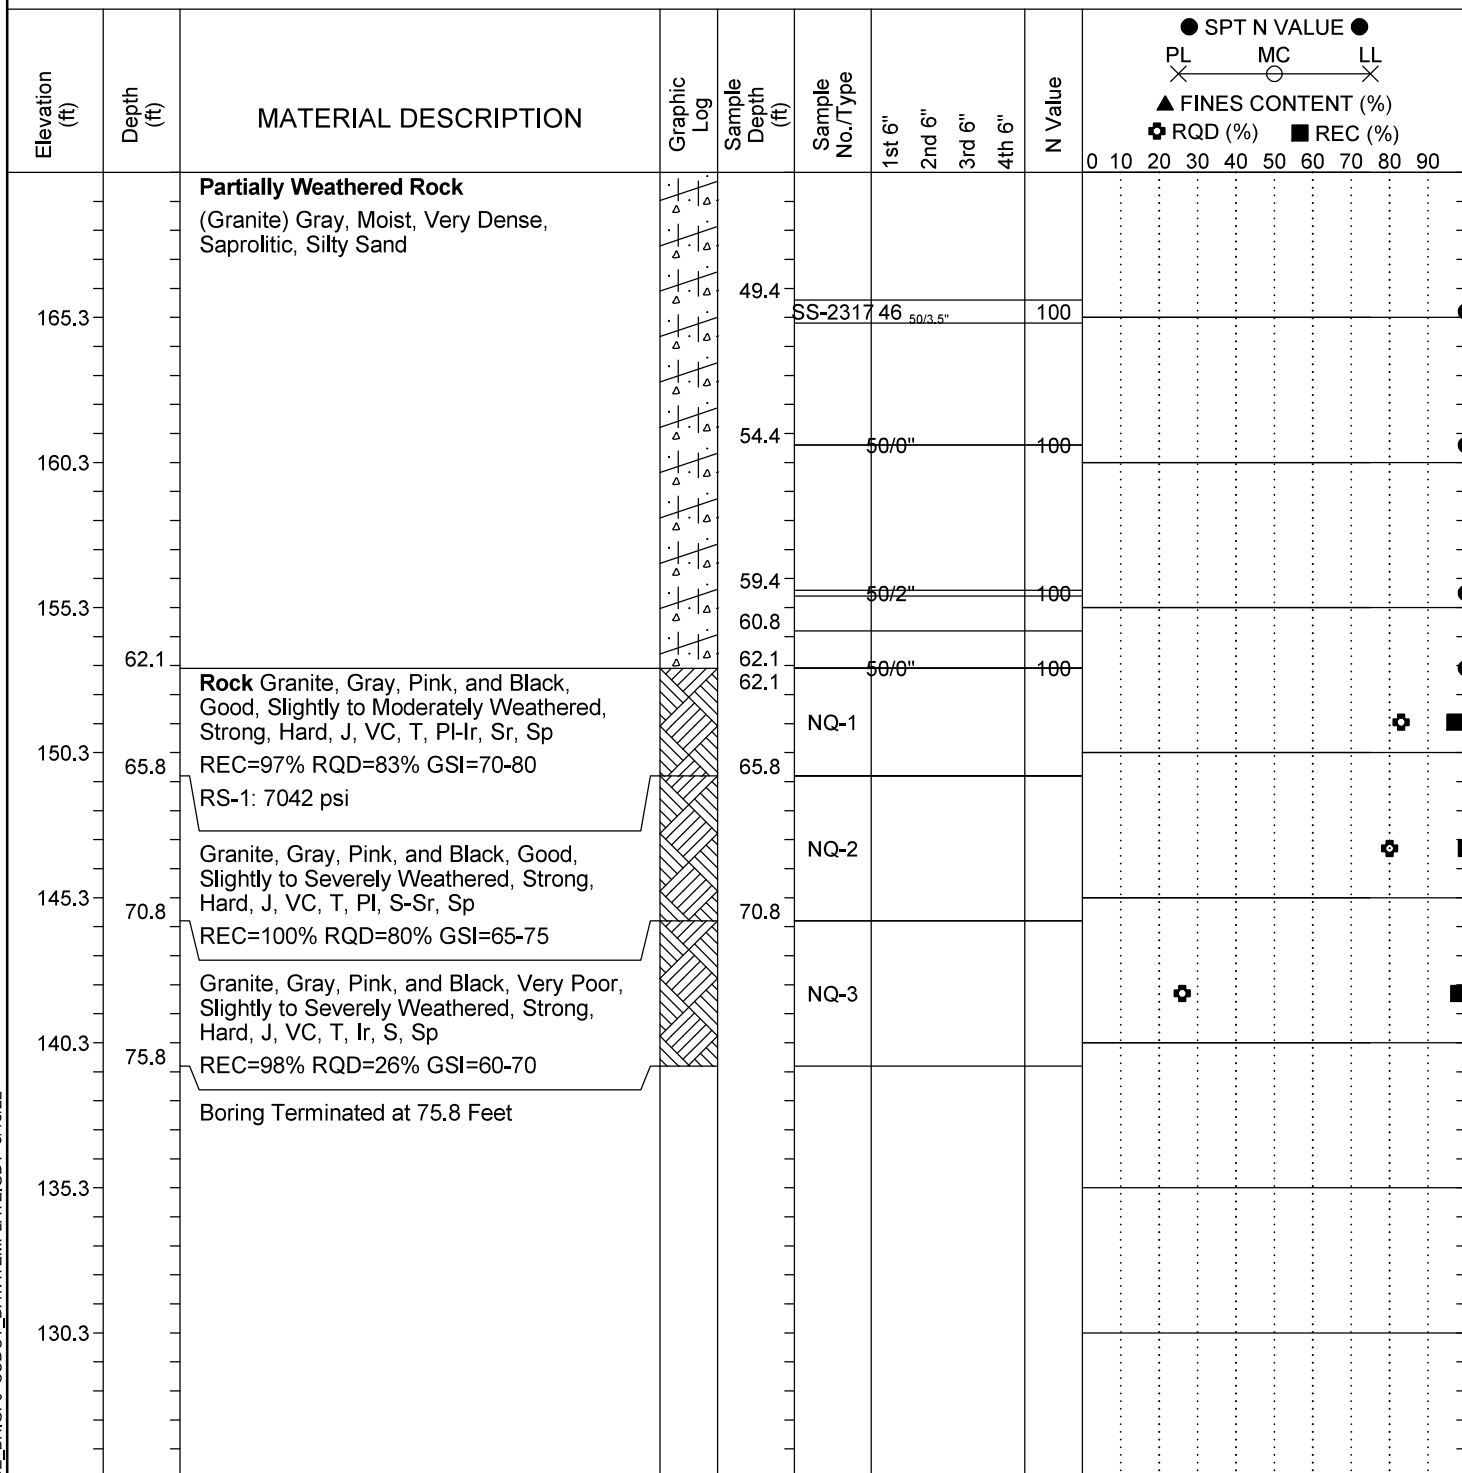 ● SPT N VALUE ●
PL MC LL
▲ FINES CONTENT (%)
RQD (%) ■ REC (%)
0 10 20 30 40 50 60 70 80 90
Elevation (ft)
Depth (ft)
MATERIAL DESCRIPTION
Graphic Log
Sample Depth (ft)
Sample No./Type
1st 6"
2nd 6"
3rd 6"
4th 6"
N Value
Partially Weathered Rock
(Granite) Gray, Moist, Very Dense,
Saprolitic, Silty Sand
49.4
165.3 SS-23 17 46 50/3.5" 100
54.4
50/0" 100
160.3
59.4
50/2" 100
155.3
60.8
62.1 62.1
50/0" 100
62.1
Rock Granite, Gray, Pink, and Black,
Good, Slightly to Moderately Weathered,
Strong, Hard, J, VC, T, Pl-Ir, Sr, Sp
NQ-1
150.3
65.8 REC=97% RQD=83% GSI=70-80 65.8
RS-1: 7042 psi
Granite, Gray, Pink, and Black, Good, NQ-2
Slightly to Severely Weathered, Strong,
Hard, J, VC, T, Pl, S-Sr, Sp
145.3
70.8 70.8
REC=100% RQD=80% GSI=65-75
Granite, Gray, Pink, and Black, Very Poor, NQ-3
Slightly to Severely Weathered, Strong,
Hard, J, VC, T, Ir, S, Sp
140.3
75.8
REC=98% RQD=26% GSI=60-70
Boring Terminated at 75.8 Feet
135.3
130.3